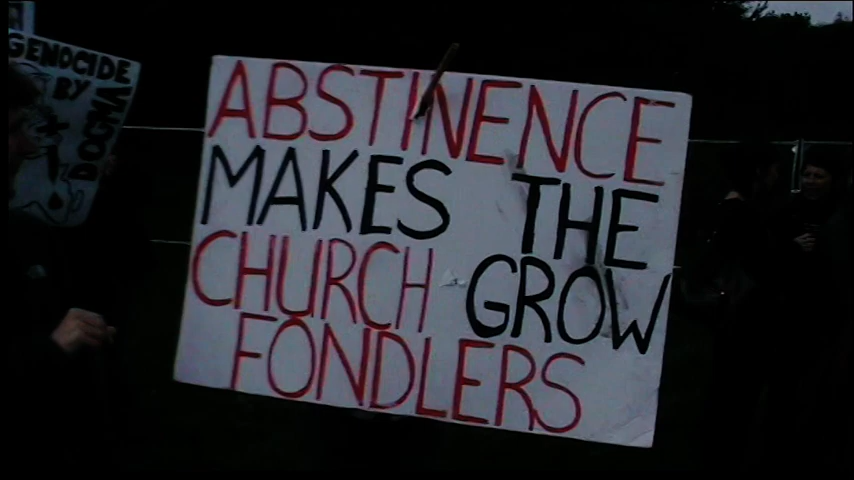 GENOCIDE
BY
DOGMA
ABSTINENCE
MAKES THE
CHURCH GROW
FONDLERS